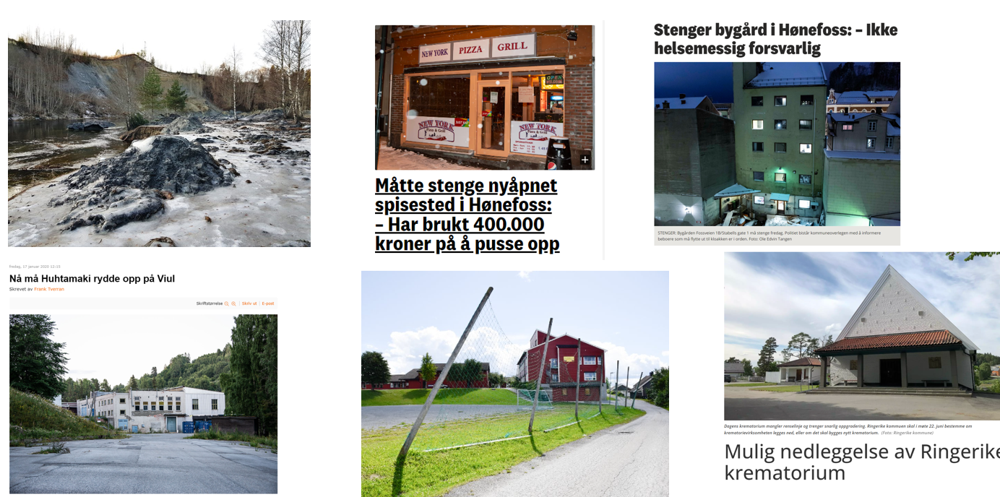 NEW YORK PIZZA GRILL
OPEN
NEW YORK
Pizza & Grill
JUST EAT
NEW YORK
Pizza & Grill
Måtte stenge nyåpnet
spisested i Hønefoss:
– Har brukt 400.000
kroner på å pusse opp
Stenger bygård i Hønefoss: – Ikke
helsemessig forsvarlig
STENGER: Bygården Fossveien 1B/Stabells gate 1 må stenge fredag. Politiet bistår kommuneoverlegen med å informere
beboere som må flytte ut til kloakken er i orden. Foto: Ole Edvin Tangen
fredag, 17 januar 2020 12:15
Nå må Huhtamaki rydde opp på Viul
Skrevet av Frank Tverran
Skriftstørrelse | Skriv ut | E-post
Dagens krematorium mangler renselinje og trenger snarlig oppgradering. Ringerike kommuen skal i møte 22. juni bestemme om
krematorievirksomheten legges ned, eller om det skal bygges nytt krematorium. (Foto: Ringerike kommune)
Mulig nedleggelse av Ringerike
krematorium